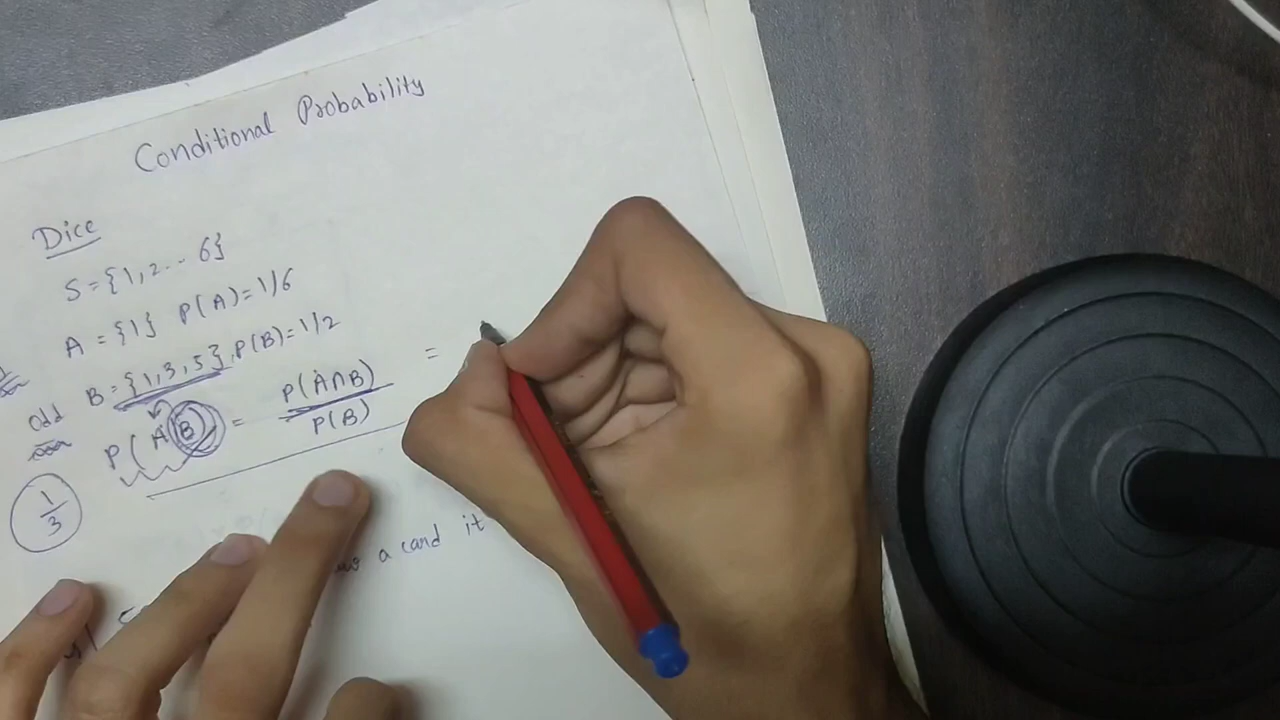 Conditional Probability
Dice
S = {1, 2 .. 6}
A = {1} P(A) = 1/6
B = {1, 3, 5}, P(B) = 1/2
Odd
P(A|B) = P(A∩B) / P(B) =
1/3
a card it